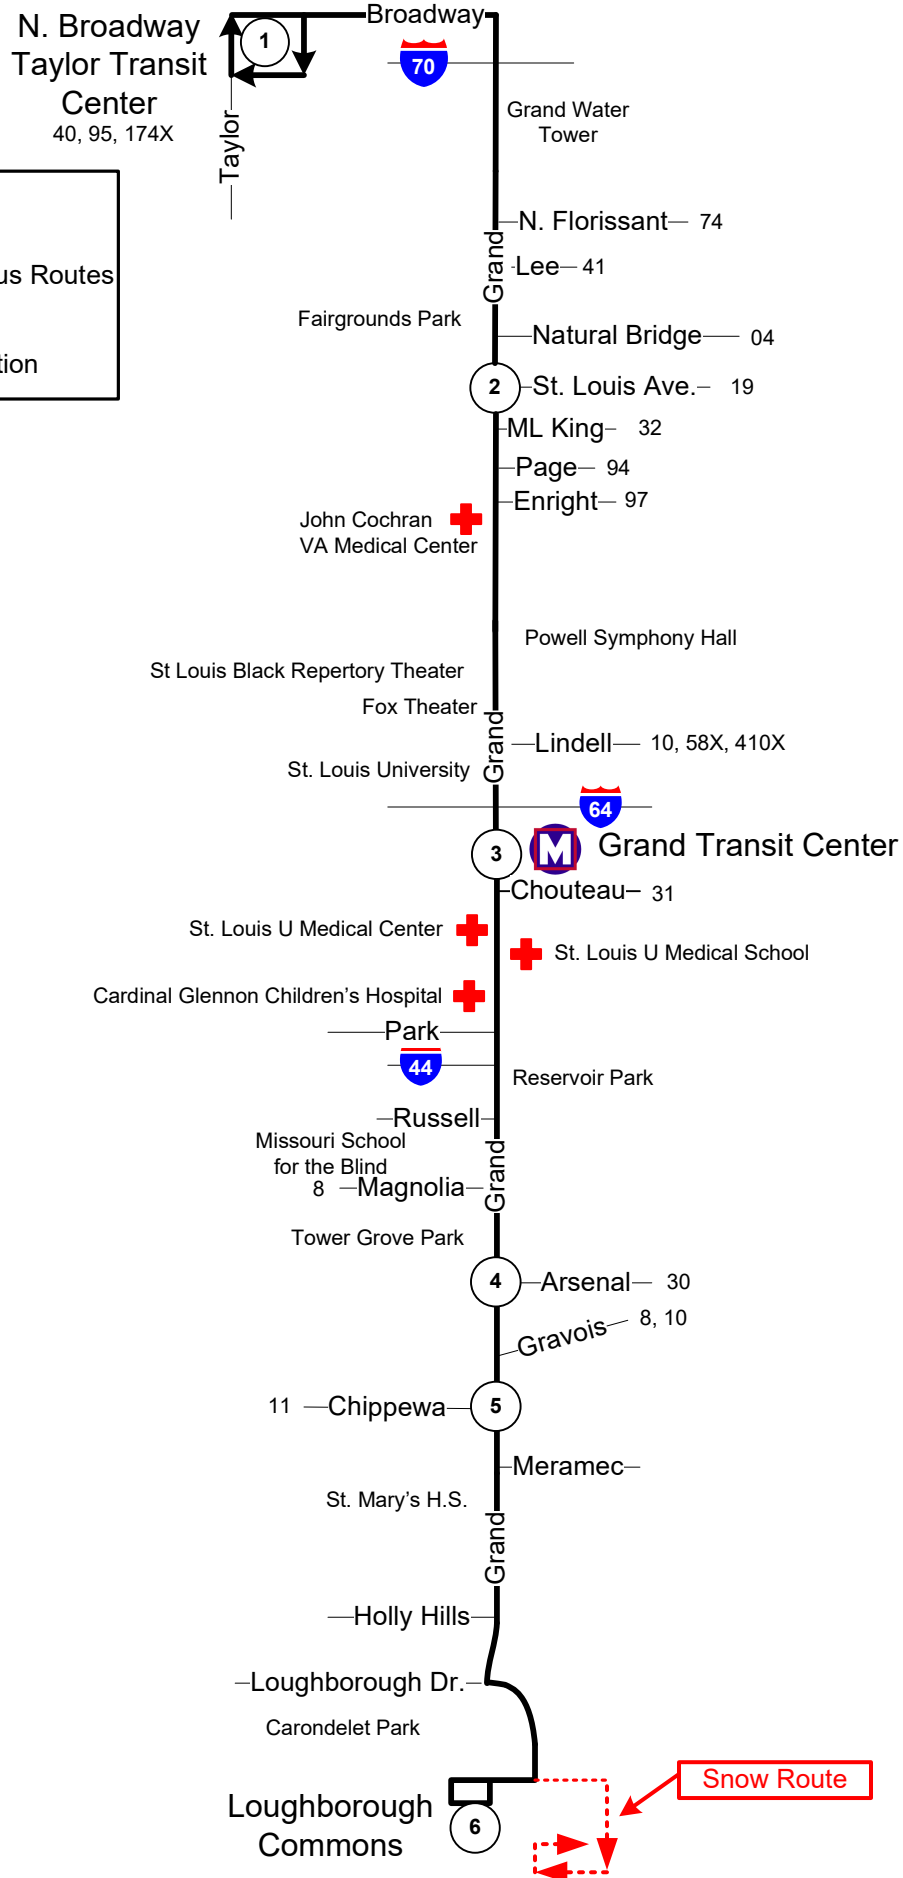 N. Broadway
Taylor Transit
Center
40, 95, 174X
1
Broadway
70
Taylor
Grand Water
Tower
us Routes
tion
N. Florissant 74
Grand
Lee 41
Fairgrounds Park
Natural Bridge 04
2 St. Louis Ave. 19
ML King 32
Page 94
Enright 97
John Cochran
VA Medical Center
Powell Symphony Hall
St Louis Black Repertory Theater
Fox Theater
Grand
Lindell 10, 58X, 410X
St. Louis University
64
3 M Grand Transit Center
Chouteau 31
St. Louis U Medical Center
St. Louis U Medical School
Cardinal Glennon Children’s Hospital
Park
44
Reservoir Park
Russell
Missouri School
for the Blind
Grand
8 Magnolia
Tower Grove Park
4 Arsenal 30
Gravois 8, 10
11 Chippewa 5
Meramec
St. Mary’s H.S.
Grand
Holly Hills
Loughborough Dr.
Carondelet Park
Snow Route
Loughborough
Commons
6